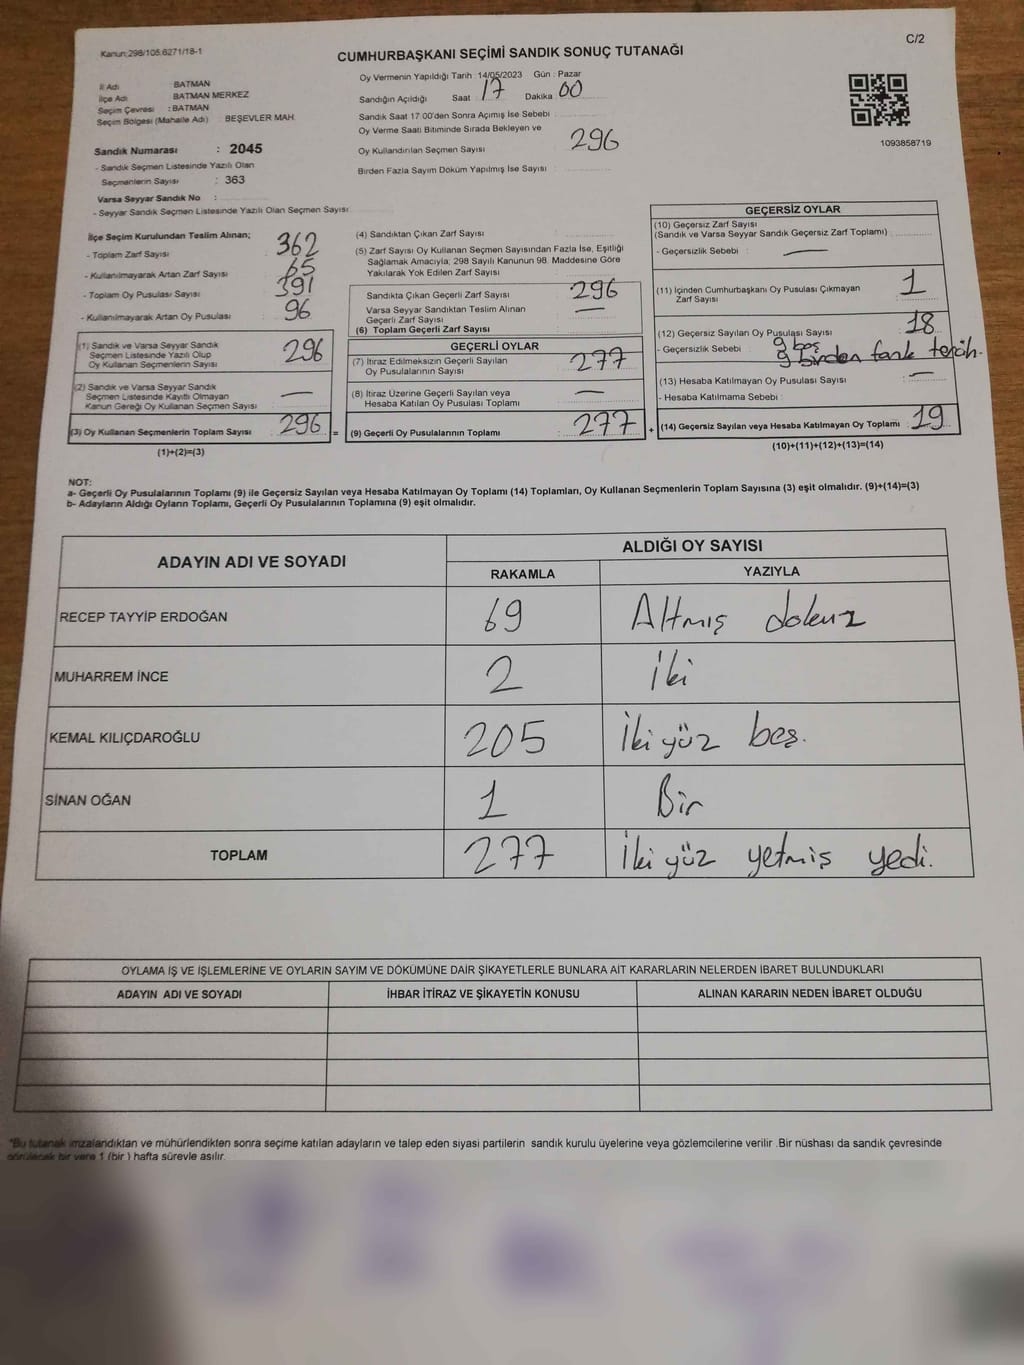 Kanun:298/105.6271/18-1
C/2
CUMHURBAŞKANI SEÇİMİ SANDIK SONUÇ TUTANAĞI
İl Adı BATMAN
İlçe Adı BATMAN MERKEZ
Seçim Çevresi : BATMAN
Seçim Bölgesi (Mahalle Adı) BEŞEVLER MAH.
Sandık Numarası : 2045
- Sandık Seçmen Listesinde Yazılı Olan
Seçmenlerin Sayısı : 363
Varsa Seyyar Sandık No :
- Seyyar Sandık Seçmen Listesinde Yazılı Olan Seçmen Sayısı
Oy Vermenin Yapıldığı Tarih : 14/05/2023 Gün : Pazar
Sandığın Açıldığı Saat : 17 Dakika : 00
Sandık Saat 17.00'den Sonra Açımış İse Sebebi :
Oy Verme Saati Bitiminde Sırada Bekleyen ve
Oy Kullandırılan Seçmen Sayısı : 296
Birden Fazla Sayım Döküm Yapılmış İse Sayısı :
1093858719
İlçe Seçim Kurulundan Teslim Alınan;
- Toplam Zarf Sayısı : 362
- Kullanılmayarak Artan Zarf Sayısı : 65
- Toplam Oy Pusulası Sayısı : 391
- Kullanılmayarak Artan Oy Pusulası : 96
(1) Sandık ve Varsa Seyyar Sandık
Seçmen Listesinde Yazılı Olup
Oy Kullanan Seçmenlerin Sayısı : 296
(2) Sandık ve Varsa Seyyar Sandık
Seçmen Listesinde Kayıtlı Olmayan
Kanun Gereği Oy Kullanan Seçmen Sayısı : —
(3) Oy Kullanan Seçmenlerin Toplam Sayısı : 296 =
(1)+(2)=(3)
(4) Sandıktan Çıkan Zarf Sayısı :
(5) Zarf Sayısı Oy Kullanan Seçmen Sayısından Fazla İse, Eşitliği
Sağlamak Amacıyla; 298 Sayılı Kanunun 98. Maddesine Göre
Yakılarak Yok Edilen Zarf Sayısı :
Sandıkta Çıkan Geçerli Zarf Sayısı : 296
Varsa Seyyar Sandıktan Teslim Alınan
Geçerli Zarf Sayısı : —
(6) Toplam Geçerli Zarf Sayısı :
GEÇERLİ OYLAR
(7) İtiraz Edilmeksizin Geçerli Sayılan
Oy Pusulalarının Sayısı : 277
(8) İtiraz Üzerine Geçerli Sayılan veya
Hesaba Katılan Oy Pusulası Toplamı : —
(9) Geçerli Oy Pusulalarının Toplamı : 277 +
GEÇERSİZ OYLAR
(10) Geçersiz Zarf Sayısı
(Sandık ve Varsa Seyyar Sandık Geçersiz Zarf Toplamı) :
- Geçersizlik Sebebi : —
(11) İçinden Cumhurbaşkanı Oy Pusulası Çıkmayan
Zarf Sayısı : 1
(12) Geçersiz Sayılan Oy Pusulası Sayısı : 18
- Geçersizlik Sebebi : 9 boş
9 birden fazla tercih.
(13) Hesaba Katılmayan Oy Pusulası Sayısı : —
- Hesaba Katılmama Sebebi :
(14) Geçersiz Sayılan veya Hesaba Katılmayan Oy Toplamı : 19
(10)+(11)+(12)+(13)=(14)
NOT:
a- Geçerli Oy Pusulalarının Toplamı (9) ile Geçersiz Sayılan veya Hesaba Katılmayan Oy Toplamı (14) Toplamları, Oy Kullanan Seçmenlerin Toplam Sayısına (3) eşit olmalıdır. (9)+(14)=(3)
b- Adayların Aldığı Oyların Toplamı, Geçerli Oy Pusulalarının Toplamına (9) eşit olmalıdır.
ADAYIN ADI VE SOYADI
ALDIĞI OY SAYISI
RAKAMLA YAZIYLA
RECEP TAYYİP ERDOĞAN 69 Altmış dokuz
MUHARREM İNCE 2 İki
KEMAL KILIÇDAROĞLU 205 İki yüz beş.
SİNAN OĞAN 1 Bir
TOPLAM 277 İki yüz yetmiş yedi.
OYLAMA İŞ VE İŞLEMLERİNE VE OYLARIN SAYIM VE DÖKÜMÜNE DAİR ŞİKAYETLERLE BUNLARA AİT KARARLARIN NELERDEN İBARET BULUNDUKLARI
ADAYIN ADI VE SOYADI İHBAR İTİRAZ VE ŞİKAYETİN KONUSU ALINAN KARARIN NEDEN İBARET OLDUĞU
*Bu tutanak imzalandıktan ve mühürlendikten sonra seçime katılan adayların ve talep eden siyasi partilerin sandık kurulu üyelerine veya gözlemcilerine verilir .Bir nüshası da sandık çevresinde
görülecek bir yere 1 (bir ) hafta süreyle asılır.